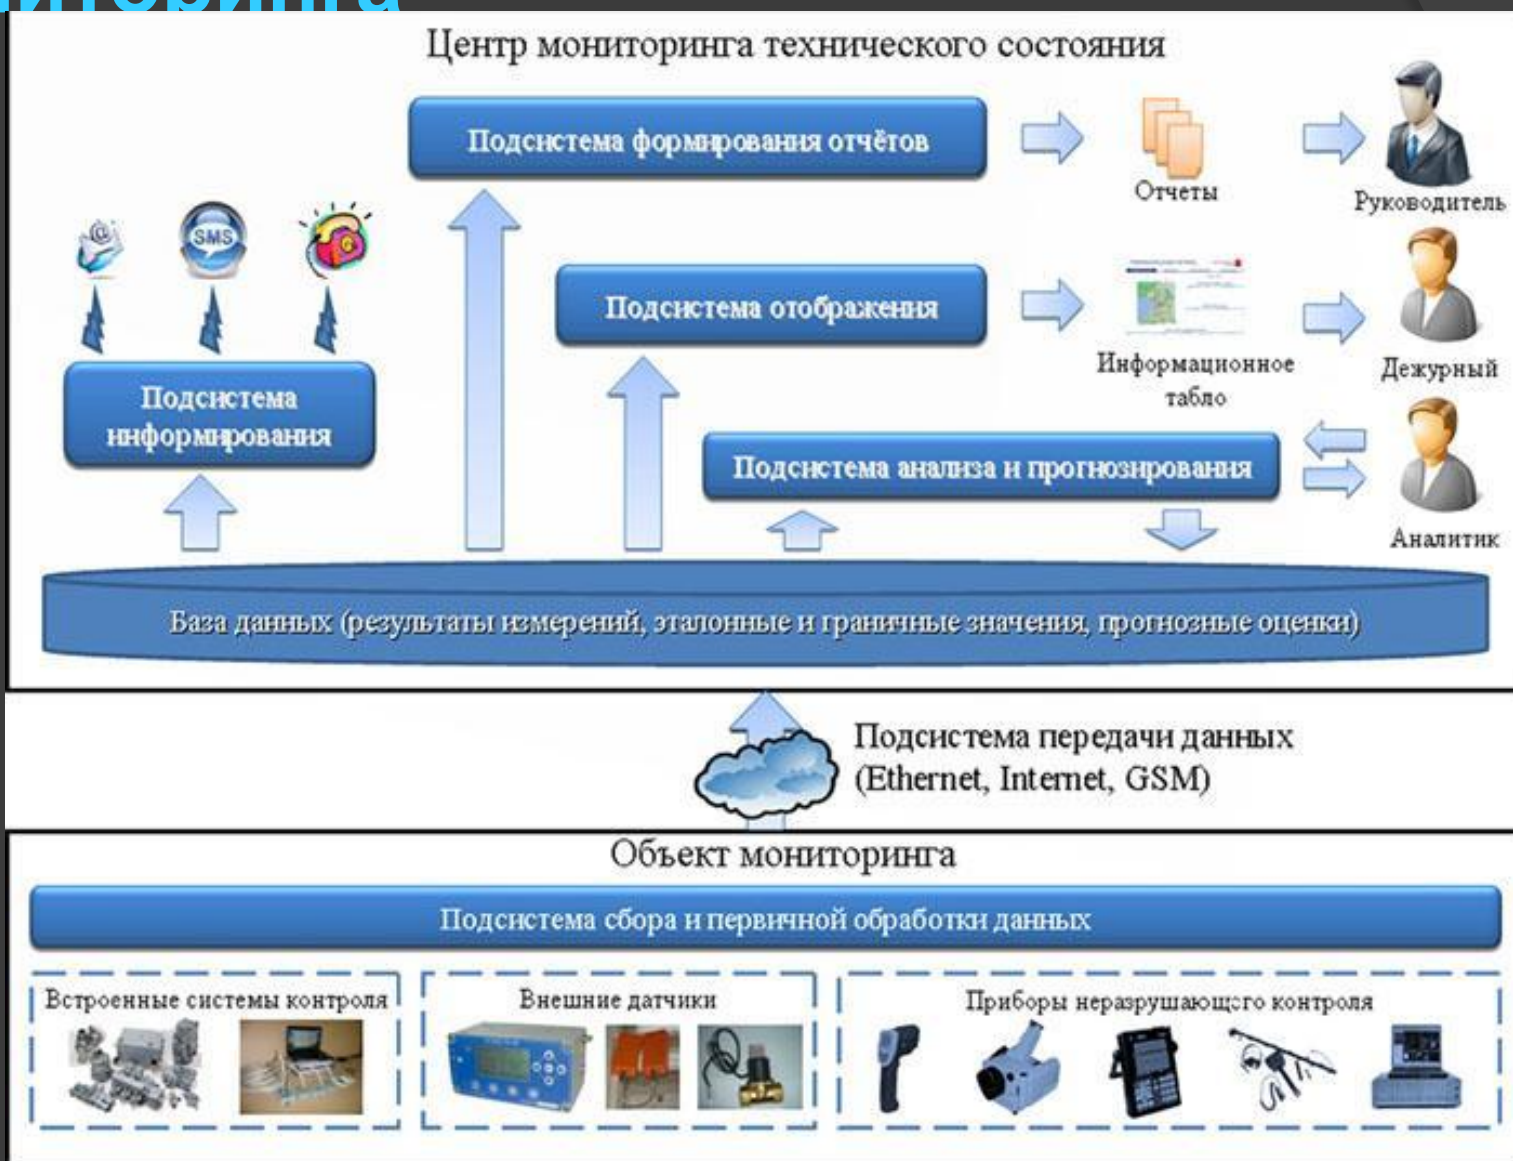 Центр мониторинга технического состояния
Подсистема формирования отчётов
Отчеты
Руководитель
SMS
Подсистема отображения
Информационное
табло
Дежурный
Подсистема
информирования
Подсистема анализа и прогнозирования
Аналитик
База данных (результаты измерений, эталонные и граничные значения, прогнозные оценки)
Подсистема передачи данных
(Ethernet, Internet, GSM)
Объект мониторинга
Подсистема сбора и первичной обработки данных
Встроенные системы контроля
Внешние датчики
Приборы неразрушающего контроля